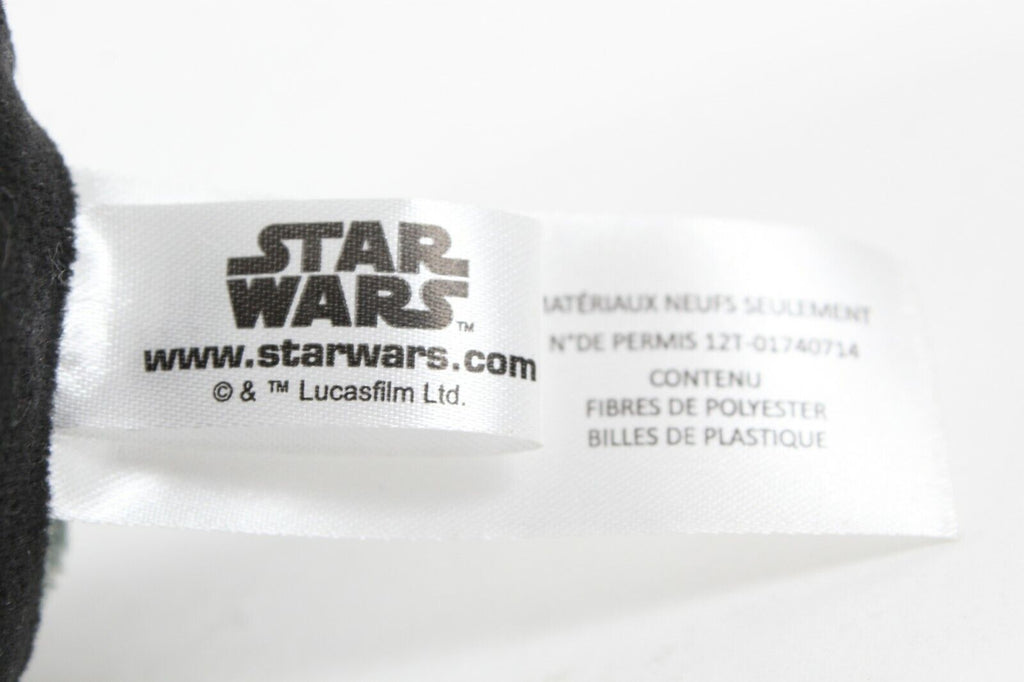 STAR
WARS™
www.starwars.com
© & ™ Lucasfilm Ltd.
MATÉRIAUX NEUFS SEULEMENT
N°DE PERMIS 12T-01740714
CONTENU
FIBRES DE POLYESTER
BILLES DE PLASTIQUE